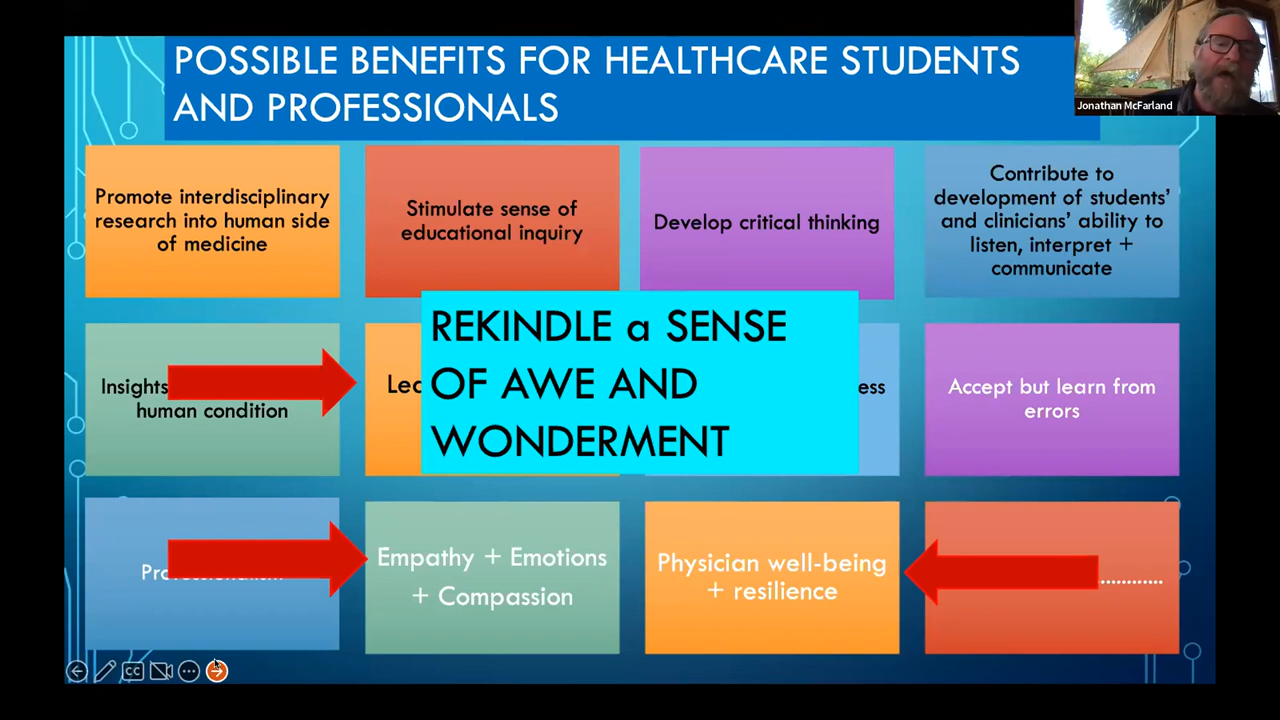 POSSIBLE BENEFITS FOR HEALTHCARE STUDENTS
AND PROFESSIONALS
Jonathan McFarland
Promote interdisciplinary
research into human side
of medicine
Stimulate sense of
educational inquiry
Develop critical thinking
Contribute to
development of students'
and clinicians' ability to
listen, interpret +
communicate
Insights
human condition
REKINDLE a SENSE
OF AWE AND
WONDERMENT
Accept but learn from
errors
Empathy + Emotions
+ Compassion
Physician well-being
+ resilience
............
CC